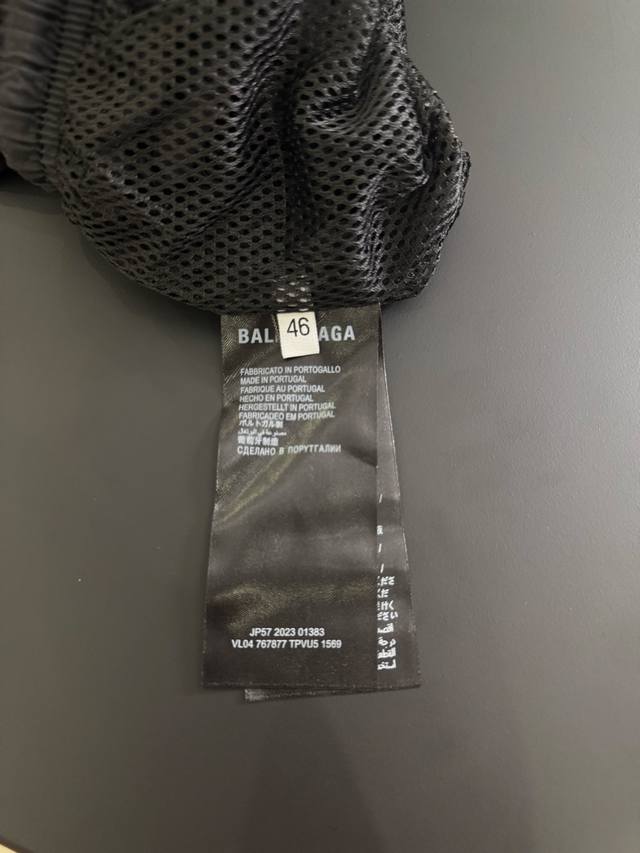 46
BAL AGA
FABBRICATO IN PORTOGALLO
MADE IN PORTUGAL
FABRIQUE AU PORTUGAL
HECHO EN PORTUGAL
HERGESTELLT IN PORTUGAL
FABRICADEO EM PORTUGAL
ポルトガル製
葡萄牙制造
СДЕЛАНО В ПОРУТГАЛИИ
JP57 2023 01383
VL04 767877 TPVU5 1569